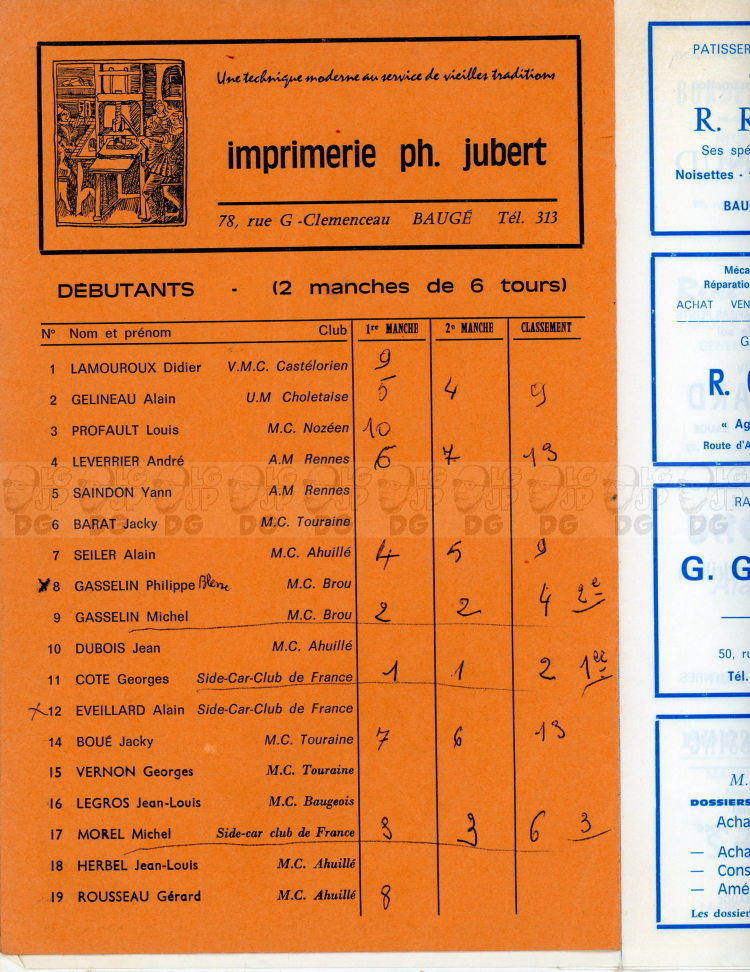 Une technique moderne au service de vieilles traditions
imprimerie ph. jubert
78, rue G-Clemenceau BAUGÉ Tél. 313
DÉBUTANTS - (2 manches de 6 tours)
N° Nom et prénom Club 1re MANCHE 2e MANCHE CLASSEMENT
1 LAMOUROUX Didier V.M.C. Castélorien 9
2 GELINEAU Alain U.M Choletaise 5 4 9
3 PROFAULT Louis M.C. Nozéen 10
4 LEVERRIER André A.M Rennes 6 7 13
5 SAINDON Yann A.M Rennes
6 BARAT Jacky M.C. Touraine
7 SEILER Alain M.C. Ahuillé 4 5 9
x 8 GASSELIN Philippe M.C. Brou
9 GASSELIN Michel M.C. Brou 2 2 4 2e
10 DUBOIS Jean M.C. Ahuillé
11 COTE Georges Side-Car-Club de France 1 1 2 1er
x 12 EVEILLARD Alain Side-Car-Club de France
14 BOUÉ Jacky M.C. Touraine 7 6 13
15 VERNON Georges M.C. Touraine
16 LEGROS Jean-Louis M.C. Baugeois
17 MOREL Michel Side-car club de France 3 3 6 3
18 HERBEL Jean-Louis M.C. Ahuillé
19 ROUSSEAU Gérard M.C. Ahuillé 8
PATISSER
R. R
Ses spé
Noisettes -
BAU
Méca
Réparatio
ACHAT VEN
G
R.
« Ag
Route d'A
RA
G. G
50, ru
Tél.
M.
DOSSIERS
Acha
— Acha
— Cons
— Amé
Les dossier
JP
DG